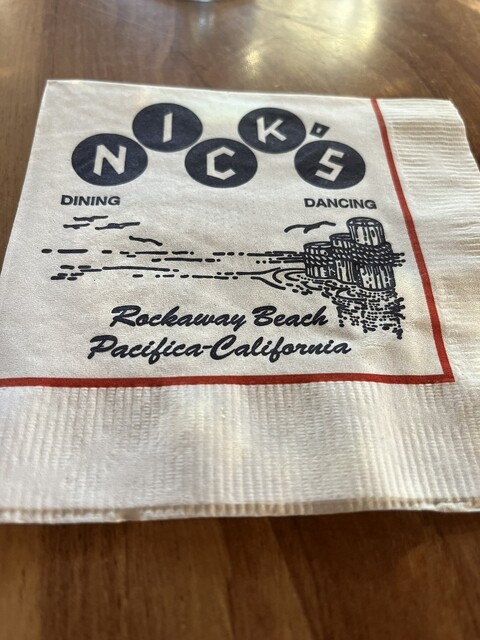 NICK'S
DINING DANCING
Rockaway Beach
Pacifica-California